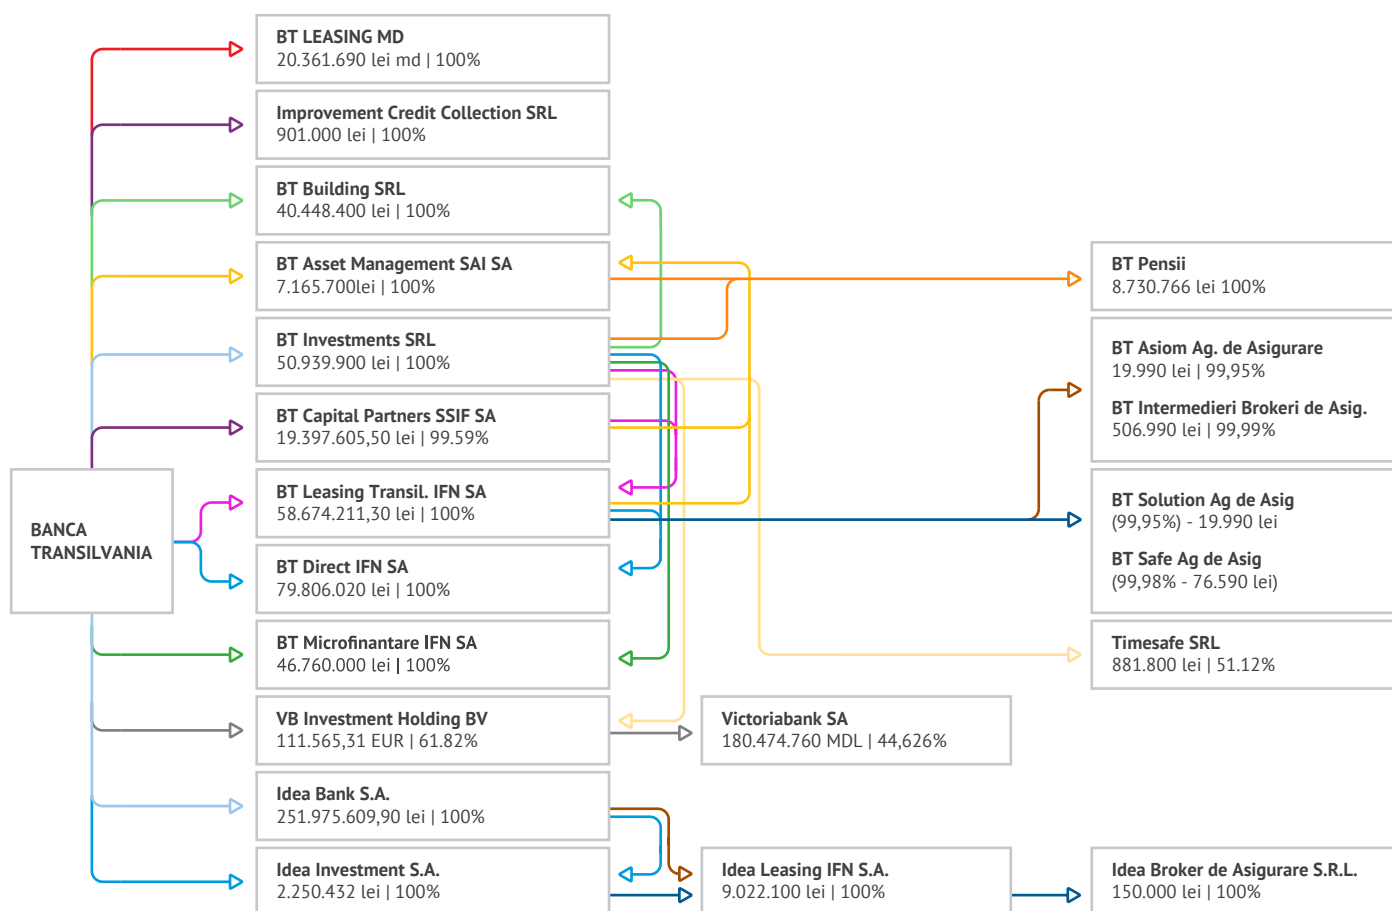 BT LEASING MD
20.361.690 lei md | 100%
Improvement Credit Collection SRL
901.000 lei | 100%
BT Building SRL
40.448.400 lei | 100%
BT Asset Management SAI SA
7.165.700lei | 100%
BT Investments SRL
50.939.900 lei | 100%
BT Capital Partners SSIF SA
19.397.605,50 lei | 99.59%
BT Leasing Transil. IFN SA
58.674.211,30 lei | 100%
BANCA
TRANSILVANIA
BT Direct IFN SA
79.806.020 lei | 100%
BT Microfinantare IFN SA
46.760.000 lei | 100%
VB Investment Holding BV
111.565,31 EUR | 61.82%
Idea Bank S.A.
251.975.609,90 lei | 100%
Idea Investment S.A.
2.250.432 lei | 100%
Victoriabank SA
180.474.760 MDL | 44,626%
Idea Leasing IFN S.A.
9.022.100 lei | 100%
BT Pensii
8.730.766 lei 100%
BT Asiom Ag. de Asigurare
19.990 lei | 99,95%
BT Intermedieri Brokeri de Asig.
506.990 lei | 99,99%
BT Solution Ag de Asig
(99,95%) - 19.990 lei
BT Safe Ag de Asig
(99,98% - 76.590 lei)
Timesafe SRL
881.800 lei | 51.12%
Idea Broker de Asigurare S.R.L.
150.000 lei | 100%